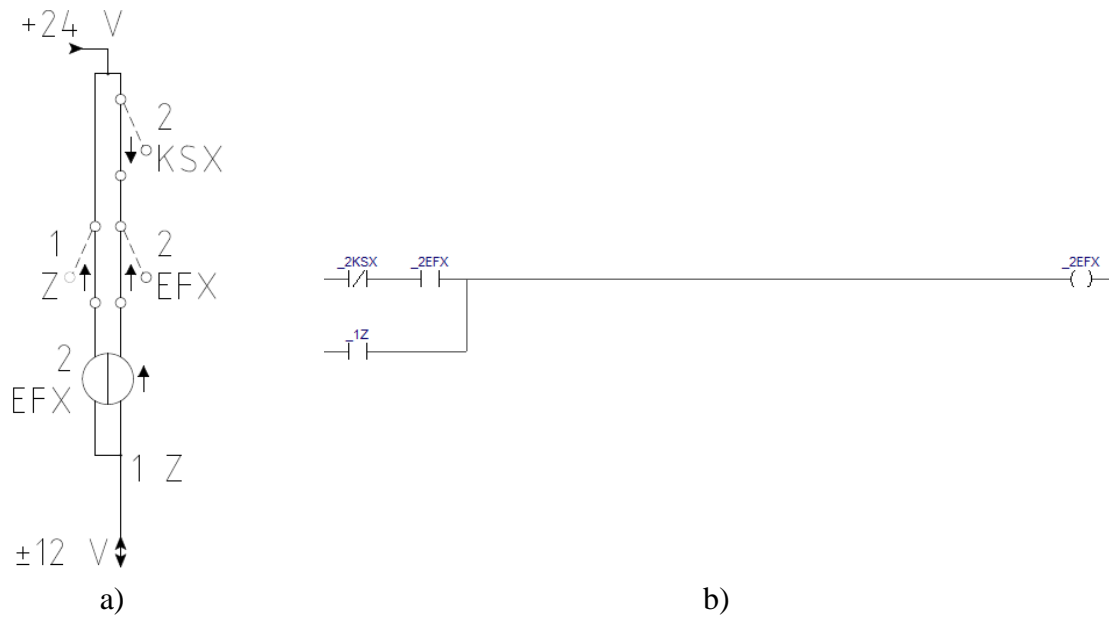 +24 V
2
KSX
1
Z
2
EFX
2
EFX
1 Z
±12 V
a)
_2KSX
_2EFX
_2EFX
_1Z
b)